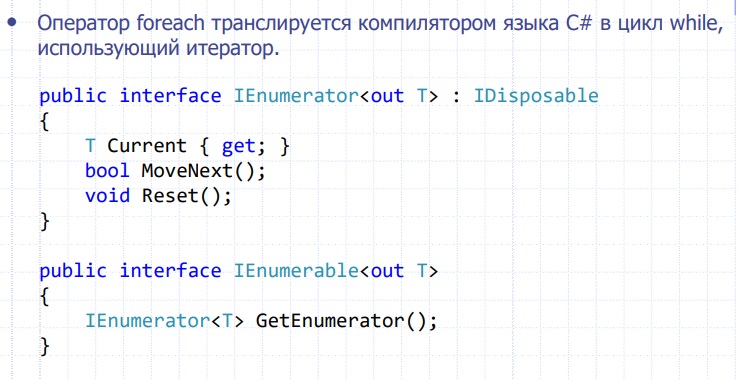 • Оператор foreach транслируется компилятором языка C# в цикл while,
использующий итератор.
public interface IEnumerator<out T> : IDisposable
{
    T Current { get; }
    bool MoveNext();
    void Reset();
}
public interface IEnumerable<out T>
{
    IEnumerator<T> GetEnumerator();
}